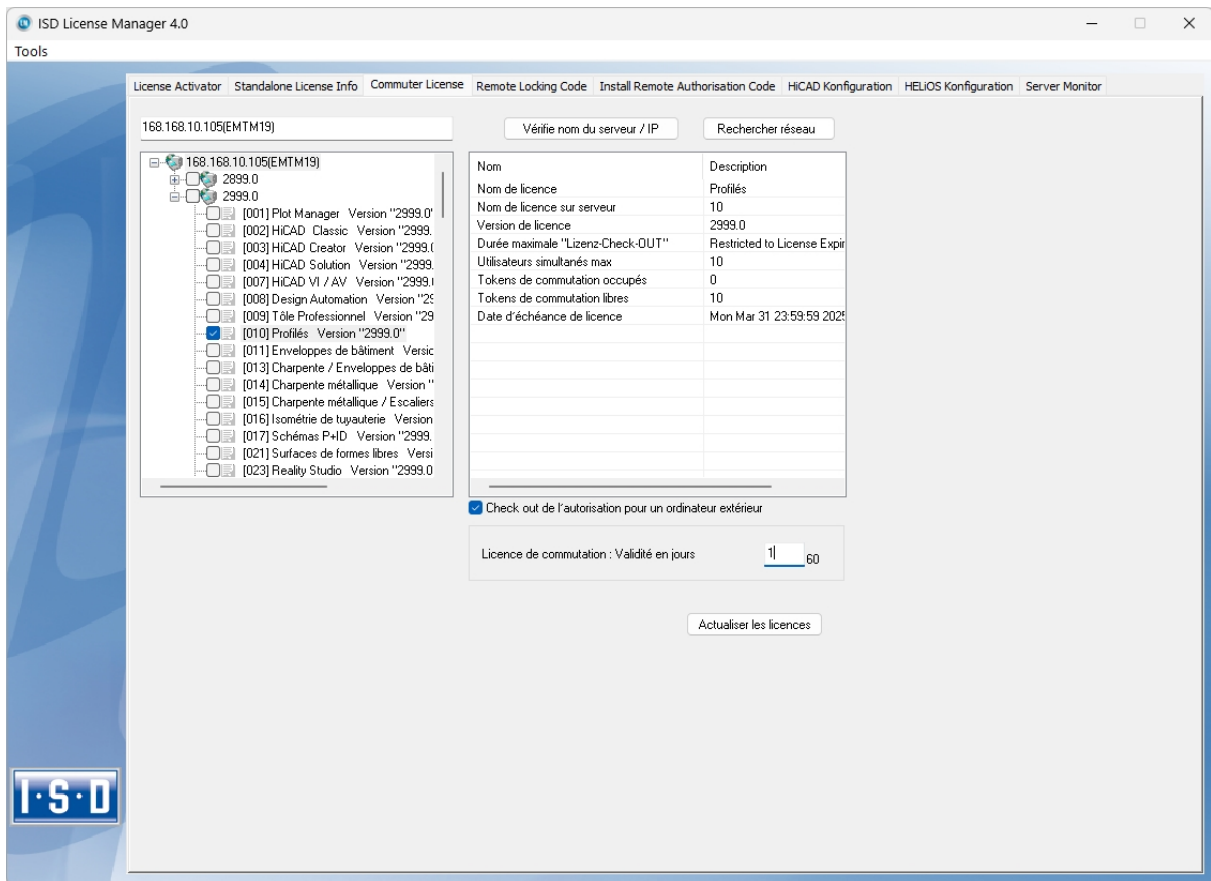 ISD License Manager 4.0
Tools
License Activator Standalone License Info Commuter License Remote Locking Code Install Remote Authorisation Code HiCAD Konfiguration HELiOS Konfiguration Server Monitor
168.168.10.105(EMTM19)
Vérifie nom du serveur / IP
Rechercher réseau
168.168.10.105(EMTM19)
2899.0
2999.0
[001] Plot Manager Version "2999.0"
[002] HiCAD Classic Version "2999.
[003] HiCAD Creator Version "2999.(
[004] HiCAD Solution Version "2999.
[007] HiCAD VI / AV Version "2999.
[008] Design Automation Version "29
[009] Tôle Professionnel Version "29
[010] Profilés Version "2999.0"
[011] Enveloppes de bâtiment Versic
[013] Charpente / Enveloppes de bâti
[014] Charpente métallique Version "
[015] Charpente métallique / Escaliers
[016] Isométrie de tuyauterie Version
[017] Schémas P+ID Version "2999.
[021] Surfaces de formes libres Versi
[023] Reality Studio Version "2999.0
Nom Description
Nom de licence Profilés
Nom de licence sur serveur 10
Version de licence 2999.0
Durée maximale "Lizenz-Check-OUT" Restricted to License Expir
Utilisateurs simultanés max 10
Tokens de commutation occupés 0
Tokens de commutation libres 10
Date d'échéance de licence Mon Mar 31 23:59:59 2025
Check out de l'autorisation pour un ordinateur extérieur
Licence de commutation : Validité en jours 1 60
Actualiser les licences
I·S·D